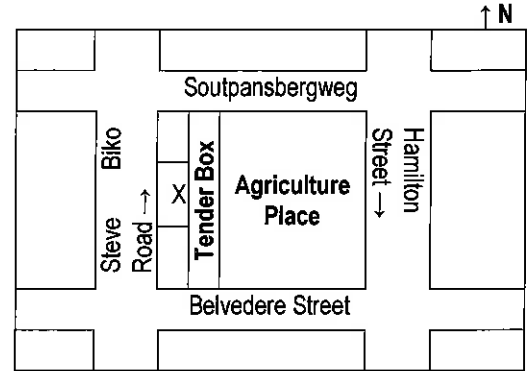 ↑ N
Soutpansbergweg
Steve Biko
Road →
X
Tender Box
Agriculture
Place
Hamilton
Street →
Belvedere Street